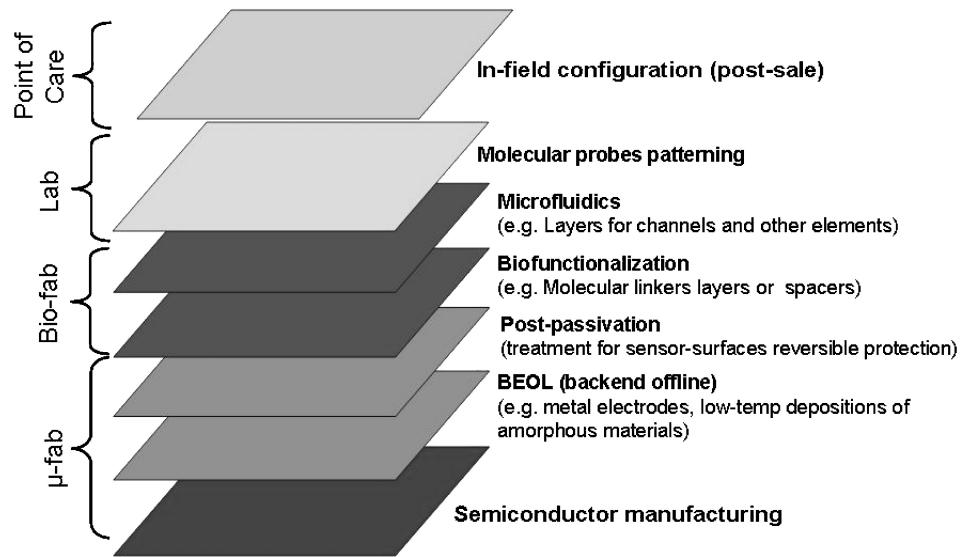 Point of
Care
In-field configuration (post-sale)
Lab
Molecular probes patterning
Microfluidics
(e.g. Layers for channels and other elements)
Bio-fab
Biofunctionalization
(e.g. Molecular linkers layers or spacers)
Post-passivation
(treatment for sensor-surfaces reversible protection)
μ-fab
BEOL (backend offline)
(e.g. metal electrodes, low-temp depositions of
amorphous materials)
Semiconductor manufacturing